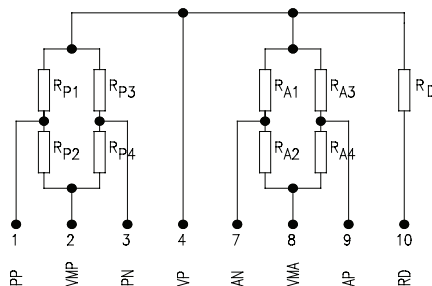 RP1 RP3 RA1 RA3 RD
RP2 RP4 RA2 RA4
1 2 3 4 7 8 9 10
PP VMP PN VP AN VMA AP RD